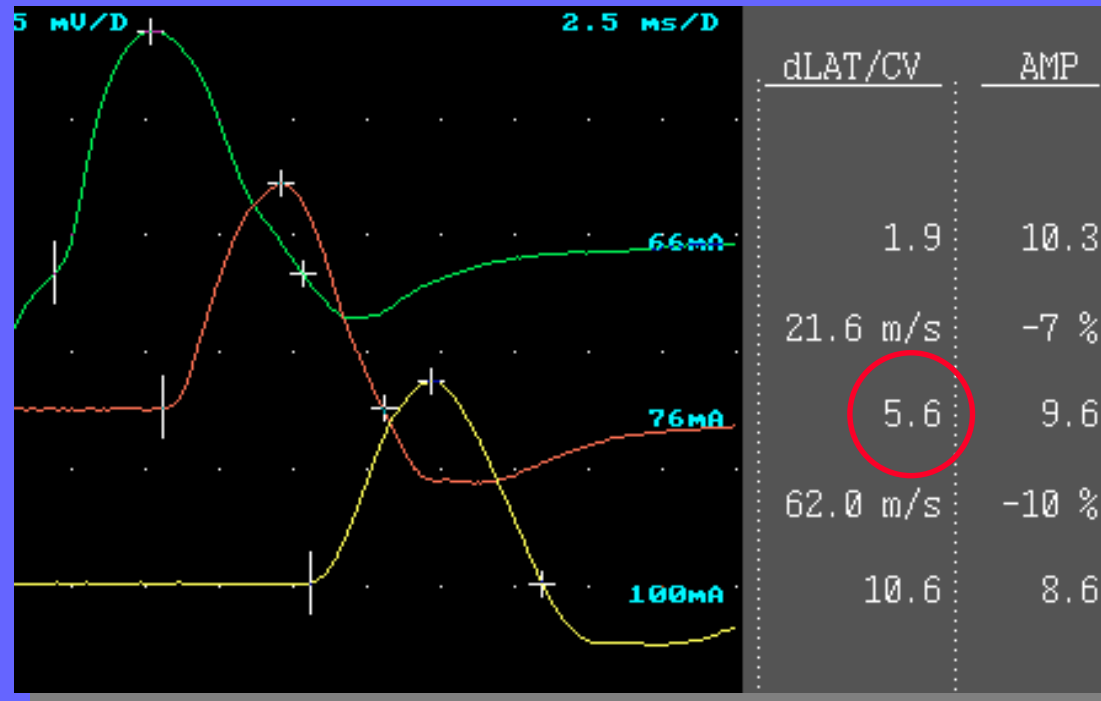 5 mV/D 2.5 ms/D
dLAT/CV AMP
66mA 1.9 10.3
21.6 m/s -7 %
76mA 5.6 9.6
62.0 m/s -10 %
100mA 10.6 8.6